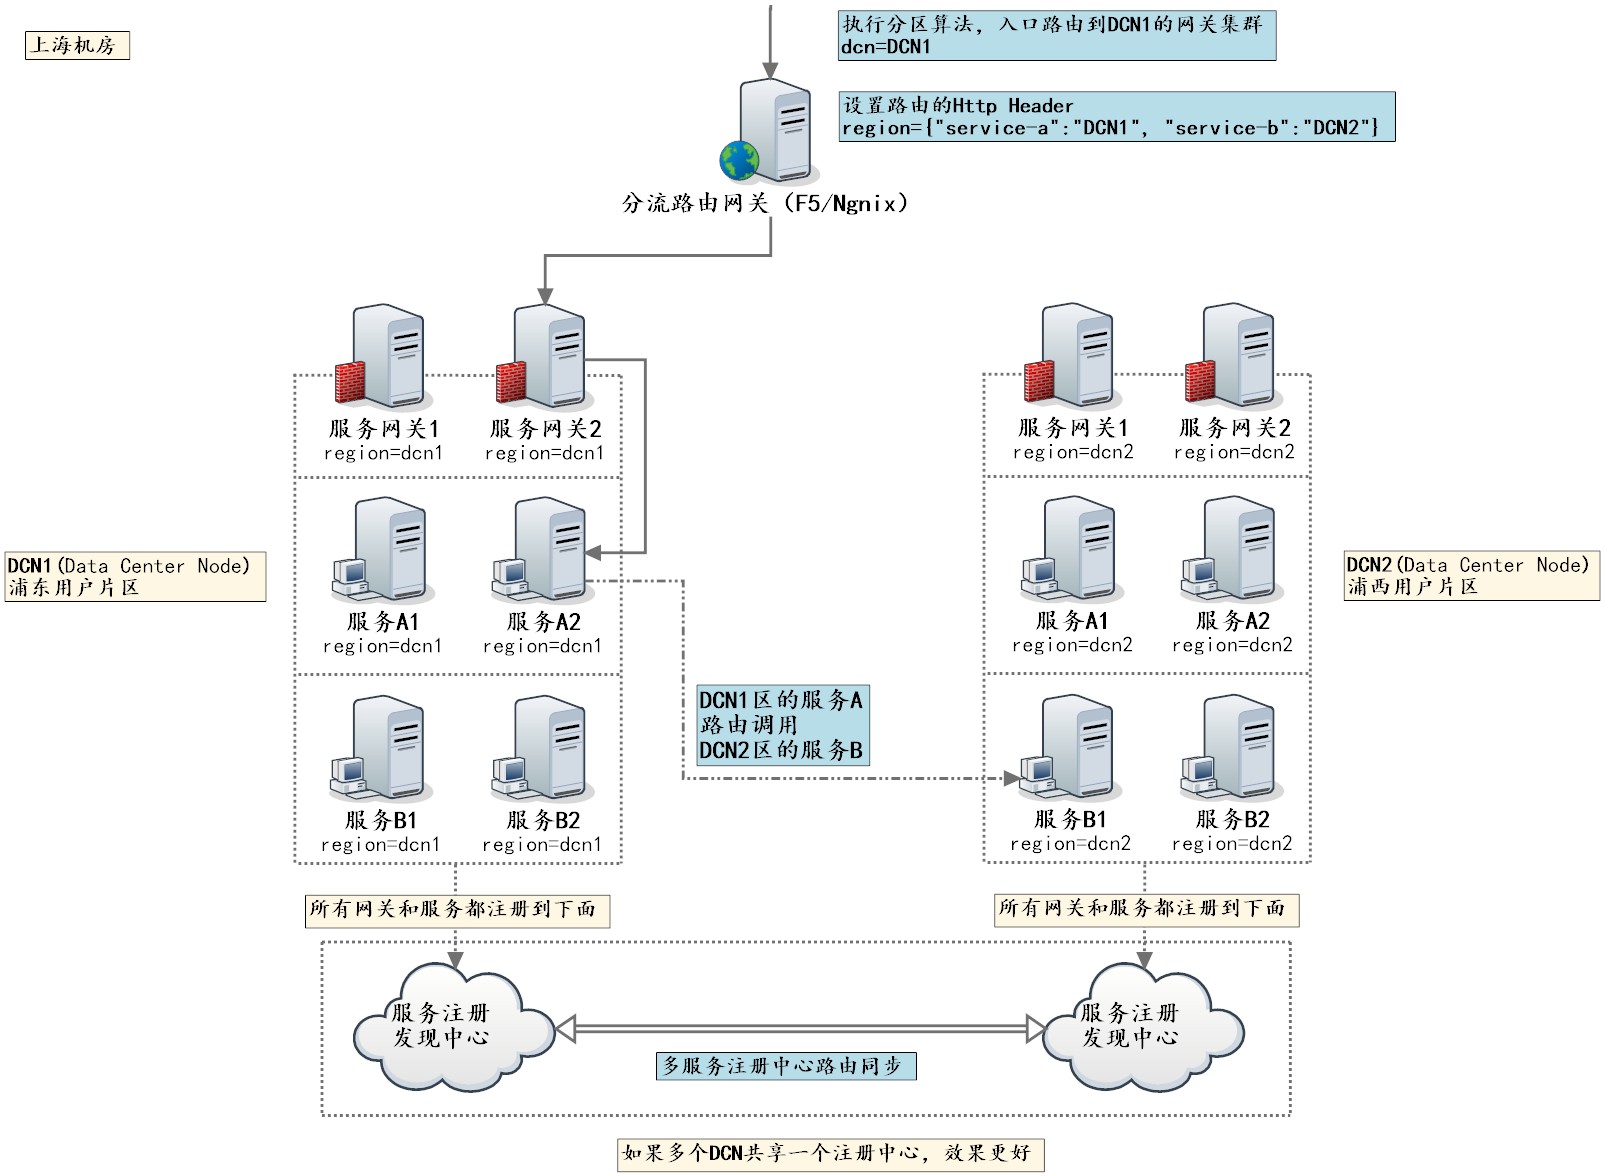 上海机房
执行分区算法，入口路由到DCN1的网关集群
dcn=DCN1
设置路由的Http Header
region={"service-a":"DCN1", "service-b":"DCN2"}
分流路由网关（F5/Ngnix）
服务网关1
region=dcn1
服务网关2
region=dcn1
服务网关1
region=dcn2
服务网关2
region=dcn2
DCN1(Data Center Node)
浦东用户片区
服务A1
region=dcn1
服务A2
region=dcn1
服务A1
region=dcn2
服务A2
region=dcn2
DCN2(Data Center Node)
浦西用户片区
DCN1区的服务A
路由调用
DCN2区的服务B
服务B1
region=dcn1
服务B2
region=dcn1
服务B1
region=dcn2
服务B2
region=dcn2
所有网关和服务都注册到下面
所有网关和服务都注册到下面
服务注册
发现中心
服务注册
发现中心
多服务注册中心路由同步
如果多个DCN共享一个注册中心，效果更好